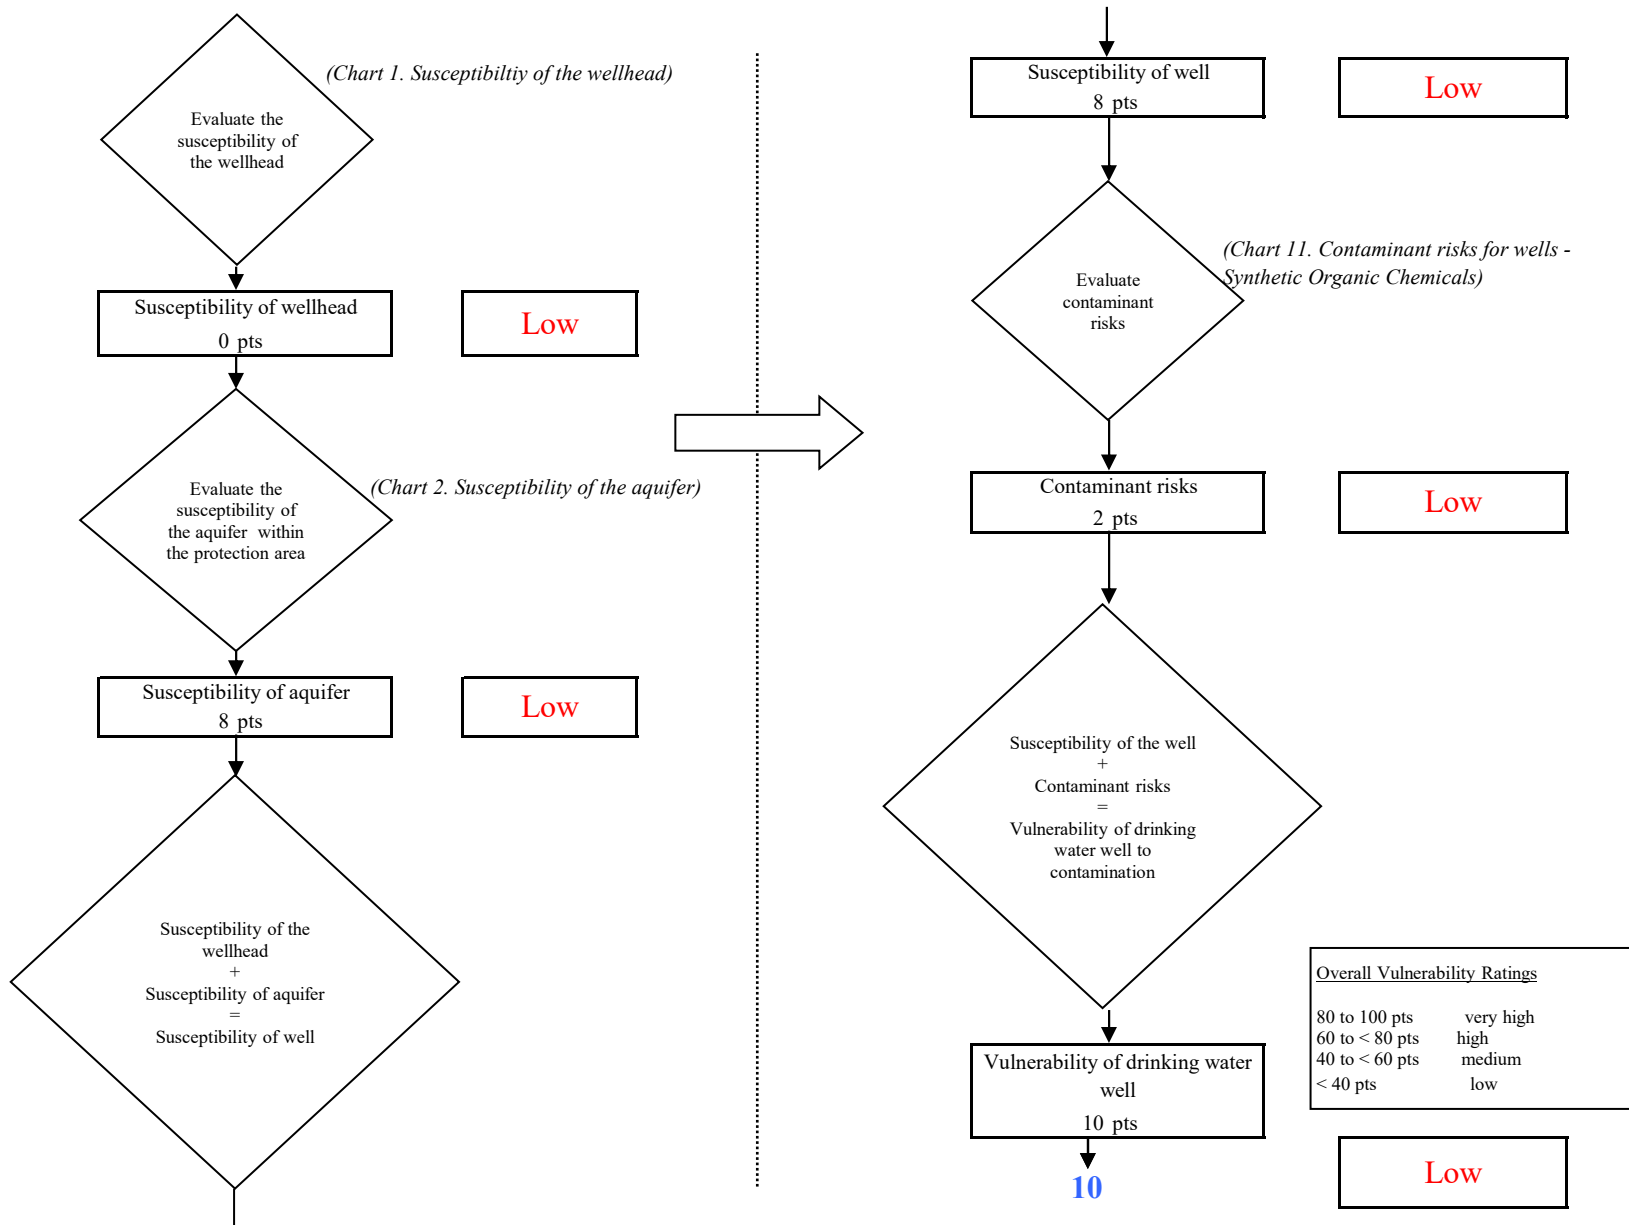 (Chart 1. Susceptibiltiy of the wellhead)
Evaluate the
susceptibility of
the wellhead
Susceptibility of wellhead
0 pts
Low
(Chart 2. Susceptibility of the aquifer)
Evaluate the
susceptibility of
the aquifer within
the protection area
Susceptibility of aquifer
8 pts
Low
Susceptibility of the
wellhead
+
Susceptibility of aquifer
=
Susceptibility of well
Susceptibility of well
8 pts
Low
(Chart 11. Contaminant risks for wells -
Synthetic Organic Chemicals)
Evaluate
contaminant
risks
Contaminant risks
2 pts
Low
Susceptibility of the well
+
Contaminant risks
=
Vulnerability of drinking
water well to
contamination
Overall Vulnerability Ratings
80 to 100 pts very high
60 to < 80 pts high
40 to < 60 pts medium
< 40 pts low
Vulnerability of drinking water
well
10 pts
10
Low